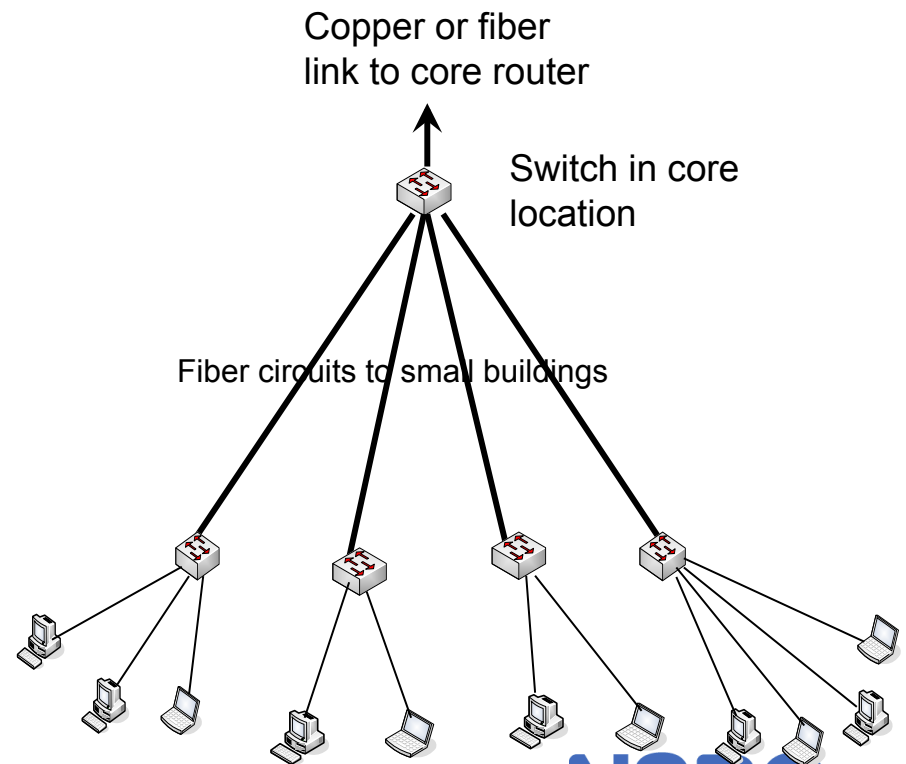 Copper or fiber
link to core router
Switch in core
location
Fiber circuits to small buildings